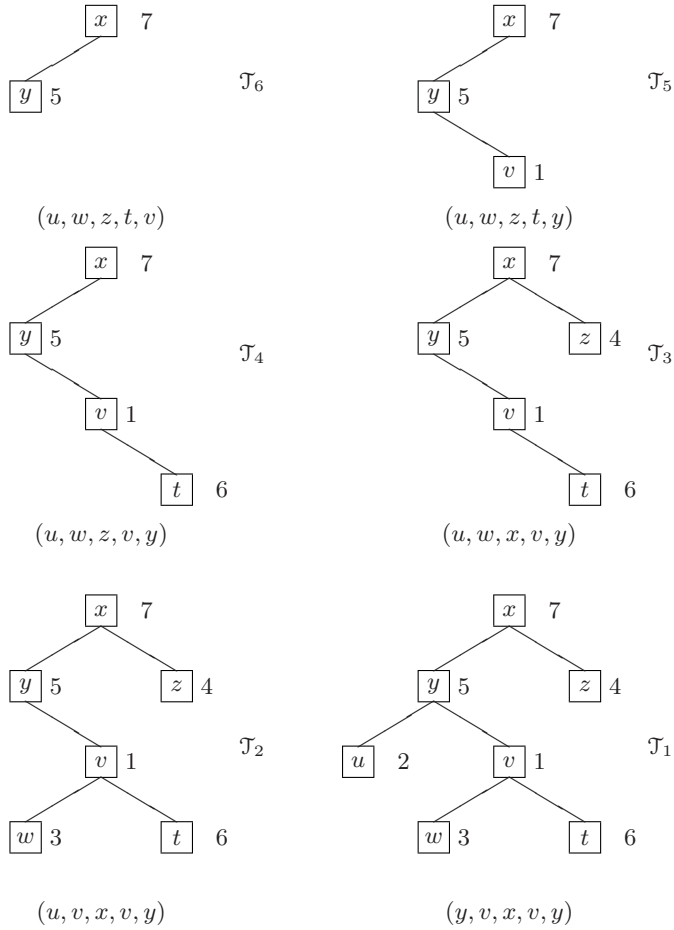 x 7 x 7
y 5 𝒯₆ y 5 𝒯₅
v 1
(u, w, z, t, v) (u, w, z, t, y)
x 7 x 7
y 5 𝒯₄ y 5 z 4 𝒯₃
v 1 v 1
t 6 t 6
(u, w, z, v, y) (u, w, x, v, y)
x 7 x 7
y 5 z 4 y 5 z 4
v 1 𝒯₂ u 2 v 1 𝒯₁
w 3 t 6 w 3 t 6
(u, v, x, v, y) (y, v, x, v, y)